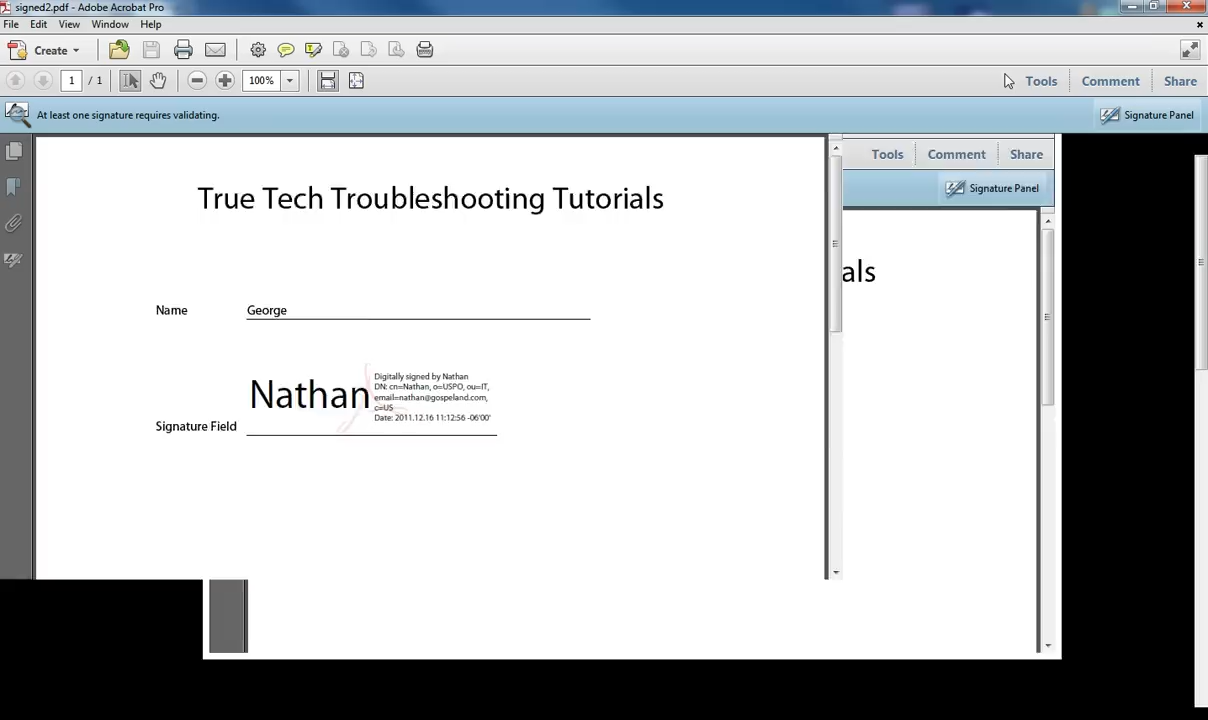 signed2.pdf - Adobe Acrobat Pro
File Edit View Window Help
Create
1 / 1 100% Tools Comment Share
At least one signature requires validating. Signature Panel
Tools Comment Share
Signature Panel
True Tech Troubleshooting Tutorials
als
Name George
Nathan
Digitally signed by Nathan
DN: cn=Nathan, o=USPO, ou=IT,
email=nathan@gospeland.com,
c=US
Date: 2011.12.16 11:12:56 -06'00'
Signature Field